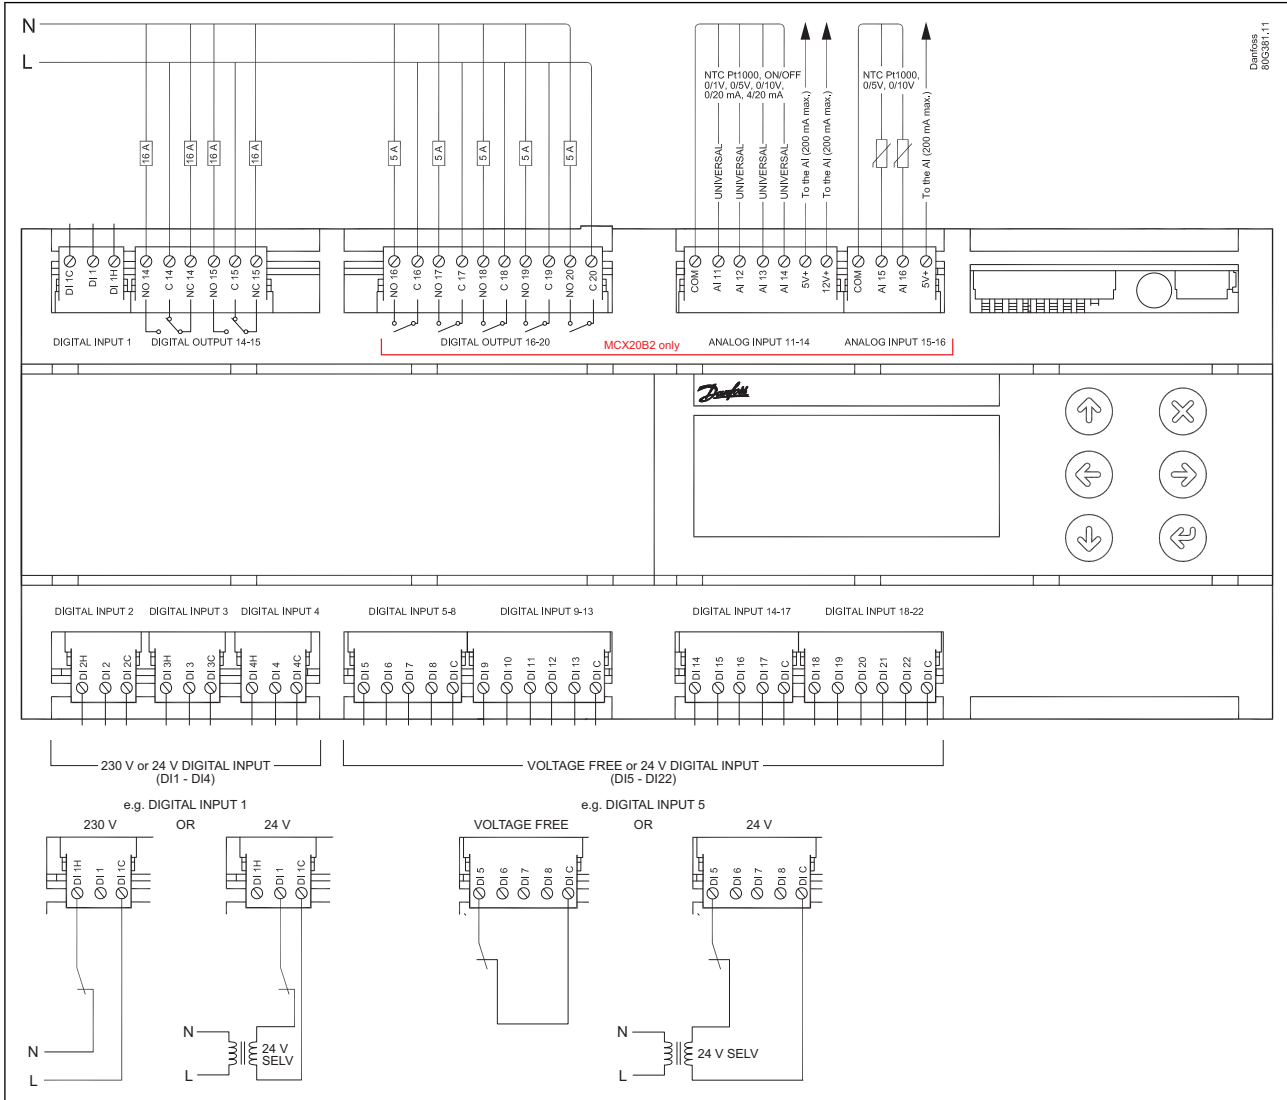 N
L
Danfoss
80G381.11
16 A
16 A
16 A
16 A
5 A
5 A
5 A
5 A
5 A
NTC Pt1000, ON/OFF
0/1V, 0/5V, 0/10V,
0/20 mA, 4/20 mA
UNIVERSAL
UNIVERSAL
UNIVERSAL
UNIVERSAL
To the AI (200 mA max.)
To the AI (200 mA max.)
NTC Pt1000,
0/5V, 0/10V
To the AI (200 mA max.)
DI 1C
DI 1
DI 1H
NO 14
C 14
NC 14
NO 15
C 15
NC 15
NO 16
C 16
NO 17
C 17
NO 18
C 18
NO 19
C 19
NO 20
C 20
COM
AI 11
AI 12
AI 13
AI 14
5V+
12V+
COM
AI 15
AI 16
5V+
DIGITAL INPUT 1
DIGITAL OUTPUT 14-15
DIGITAL OUTPUT 16-20
MCX20B2 only
ANALOG INPUT 11-14
ANALOG INPUT 15-16
Danfoss
DIGITAL INPUT 2
DIGITAL INPUT 3
DIGITAL INPUT 4
DIGITAL INPUT 5-8
DIGITAL INPUT 9-13
DIGITAL INPUT 14-17
DIGITAL INPUT 18-22
DI 2H
DI 2
DI 2C
DI 3H
DI 3
DI 3C
DI 4H
DI 4
DI 4C
DI 5
DI 6
DI 7
DI 8
DI C
DI 9
DI 10
DI 11
DI 12
DI 13
DI C
DI 14
DI 15
DI 16
DI 17
DI C
DI 18
DI 19
DI 20
DI 21
DI 22
DI C
230 V or 24 V DIGITAL INPUT
(DI1 - DI4)
VOLTAGE FREE or 24 V DIGITAL INPUT
(DI5 - DI22)
e.g. DIGITAL INPUT 1
e.g. DIGITAL INPUT 5
230 V
OR
24 V
VOLTAGE FREE
OR
24 V
DI 1H
DI 1
DI 1C
DI 1H
DI 1
DI 1C
DI 5
DI 6
DI 7
DI 8
DI C
DI 5
DI 6
DI 7
DI 8
DI C
N
L
N
L
24 V
SELV
N
L
24 V SELV